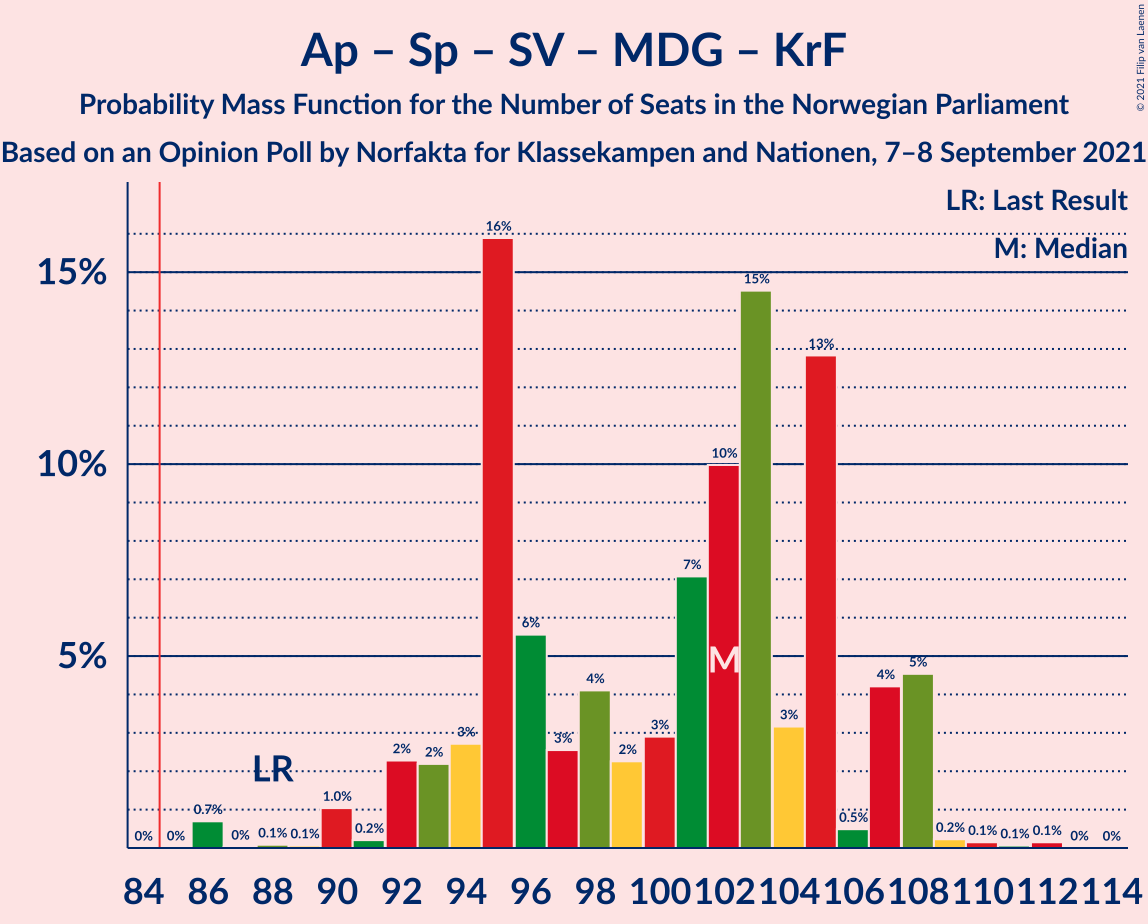 Ap – Sp – SV – MDG – KrF
Probability Mass Function for the Number of Seats in the Norwegian Parliament
Based on an Opinion Poll by Norfakta for Klassekampen and Nationen, 7–8 September 2021
© 2021 Filip van Laenen
LR: Last Result
M: Median
15%
10%
5%
0% 0% 0.7% 0% 0.1% 0.1% 1.0% 0.2% 2% 2% 3% 16% 6% 3% 4% 2% 3% 7% 10% 15% 3% 13% 0.5% 4% 5% 0.2% 0.1% 0.1% 0.1% 0% 0%
LR
M
84 86 88 90 92 94 96 98 100 102 104 106 108 110 112 114